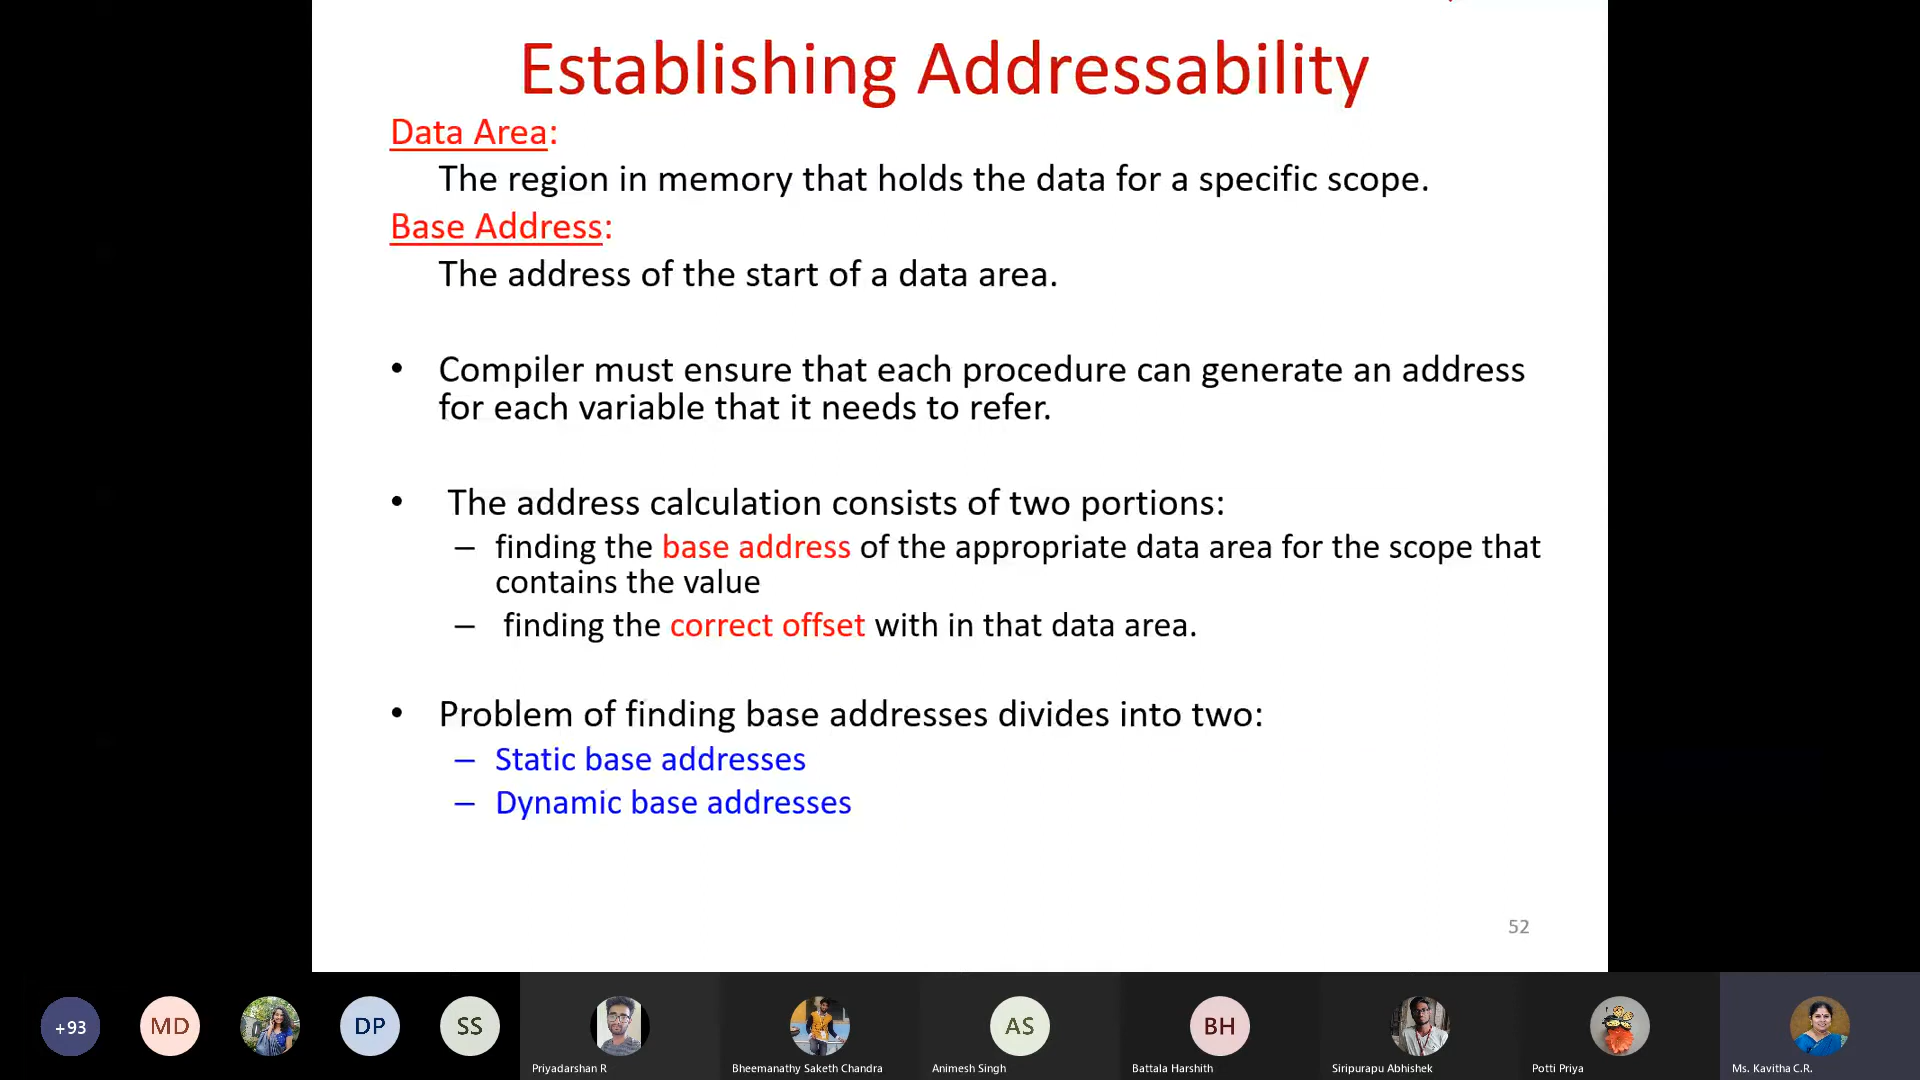 Establishing Addressability
Data Area:
The region in memory that holds the data for a specific scope.
Base Address:
The address of the start of a data area.
• Compiler must ensure that each procedure can generate an address
for each variable that it needs to refer.
• The address calculation consists of two portions:
– finding the base address of the appropriate data area for the scope that
contains the value
– finding the correct offset with in that data area.
• Problem of finding base addresses divides into two:
– Static base addresses
– Dynamic base addresses
52
+93
MD
DP
SS
AS
BH
Priyadarshan R
Bheemanathy Saketh Chandra
Animesh Singh
Battala Harshith
Siripurapu Abhishek
Potti Priya
Ms. Kavitha C.R.